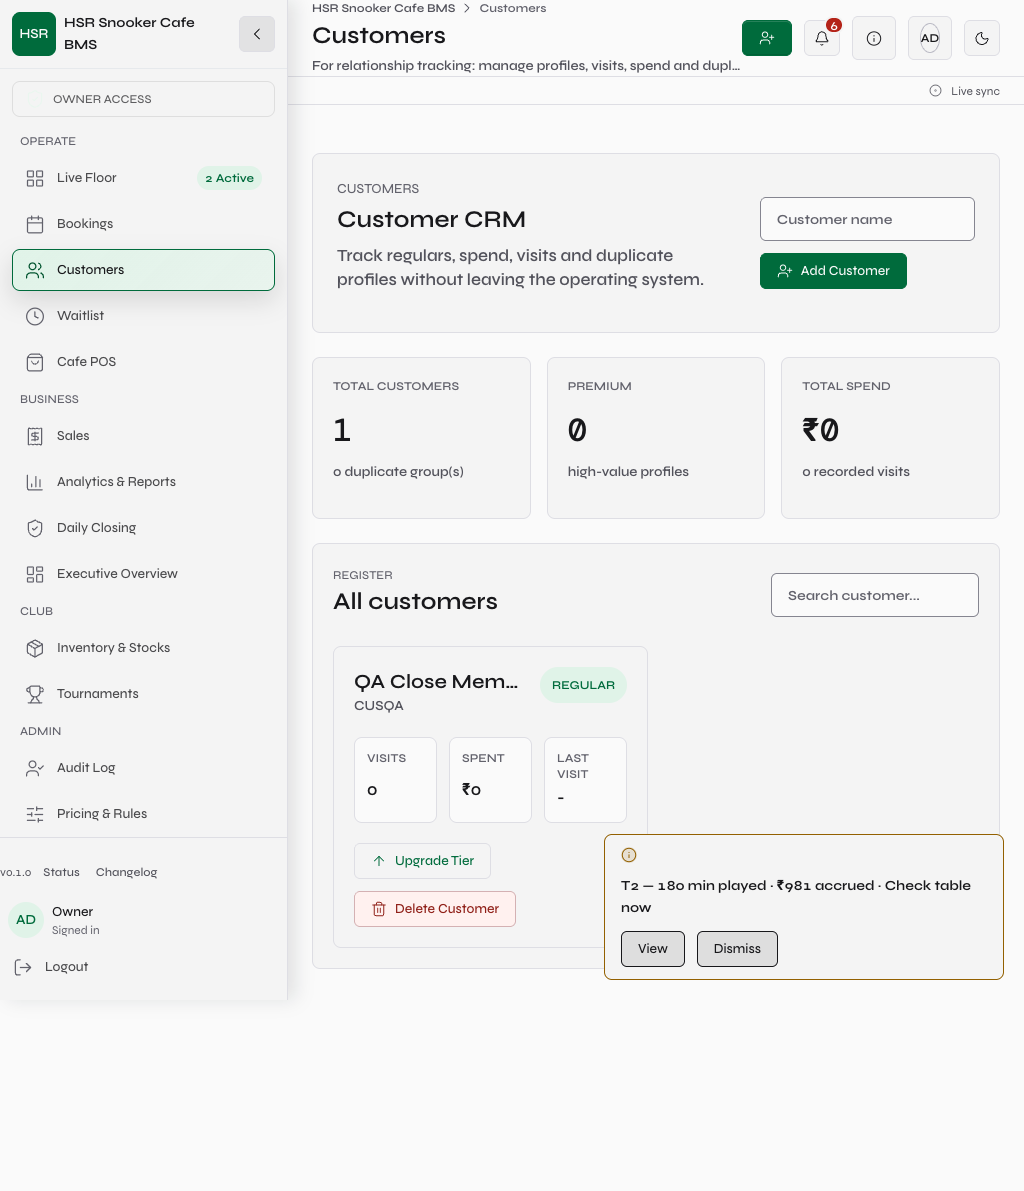 HSR
HSR Snooker Cafe
BMS
OWNER ACCESS
OPERATE
Live Floor
2 Active
Bookings
Customers
Waitlist
Cafe POS
BUSINESS
Sales
Analytics & Reports
Daily Closing
Executive Overview
CLUB
Inventory & Stocks
Tournaments
ADMIN
Audit Log
Pricing & Rules
v0.1.0 Status Changelog
AD
Owner
Signed in
Logout
HSR Snooker Cafe BMS > Customers
Customers
For relationship tracking: manage profiles, visits, spend and dupl...
6
AD
Live sync
CUSTOMERS
Customer CRM
Track regulars, spend, visits and duplicate
profiles without leaving the operating system.
Customer name
Add Customer
TOTAL CUSTOMERS
1
0 duplicate group(s)
PREMIUM
0
high-value profiles
TOTAL SPEND
₹0
0 recorded visits
REGISTER
All customers
Search customer...
QA Close Mem...
CUSQA
REGULAR
VISITS
0
SPENT
₹0
LAST
VISIT
-
Upgrade Tier
Delete Customer
T2 — 180 min played · ₹981 accrued · Check table
now
View
Dismiss